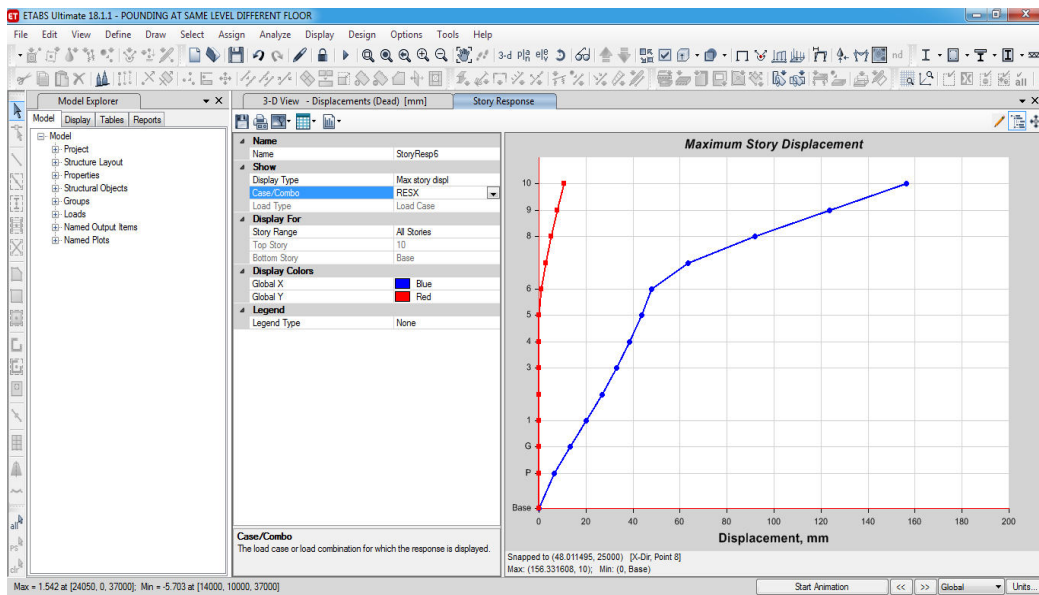 ETABS Ultimate 18.1.1 - POUNDING AT SAME LEVEL DIFFERENT FLOOR
File Edit View Define Draw Select Assign Analyze Display Design Options Tools Help
3-d
nd
all
Model Explorer
3-D View - Displacements (Dead) [mm]
Story Response
Model Display Tables Reports
Model
Project
Structure Layout
Properties
Structural Objects
Groups
Loads
Named Output Items
Named Plots
Name
Name StoryResp6
Show
Display Type Max story displ
Case/Combo RESX
Load Type Load Case
Display For
Story Range All Stories
Top Story 10
Bottom Story Base
Display Colors
Global X Blue
Global Y Red
Legend
Legend Type None
Case/Combo
The load case or load combination for which the response is displayed.
Maximum Story Displacement
10
9
8
6
5
4
3
1
G
P
Base
0 20 40 60 80 100 120 140 160 180 200
Displacement, mm
Snapped to (48.011495, 25000) [X-Dir, Point 8]
Max: (156.331608, 10); Min: (0, Base)
all
ps
clr
Max = 1.542 at [24050, 0, 37000]; Min = -5.703 at [14000, 10000, 37000]
Start Animation << >> Global Units...